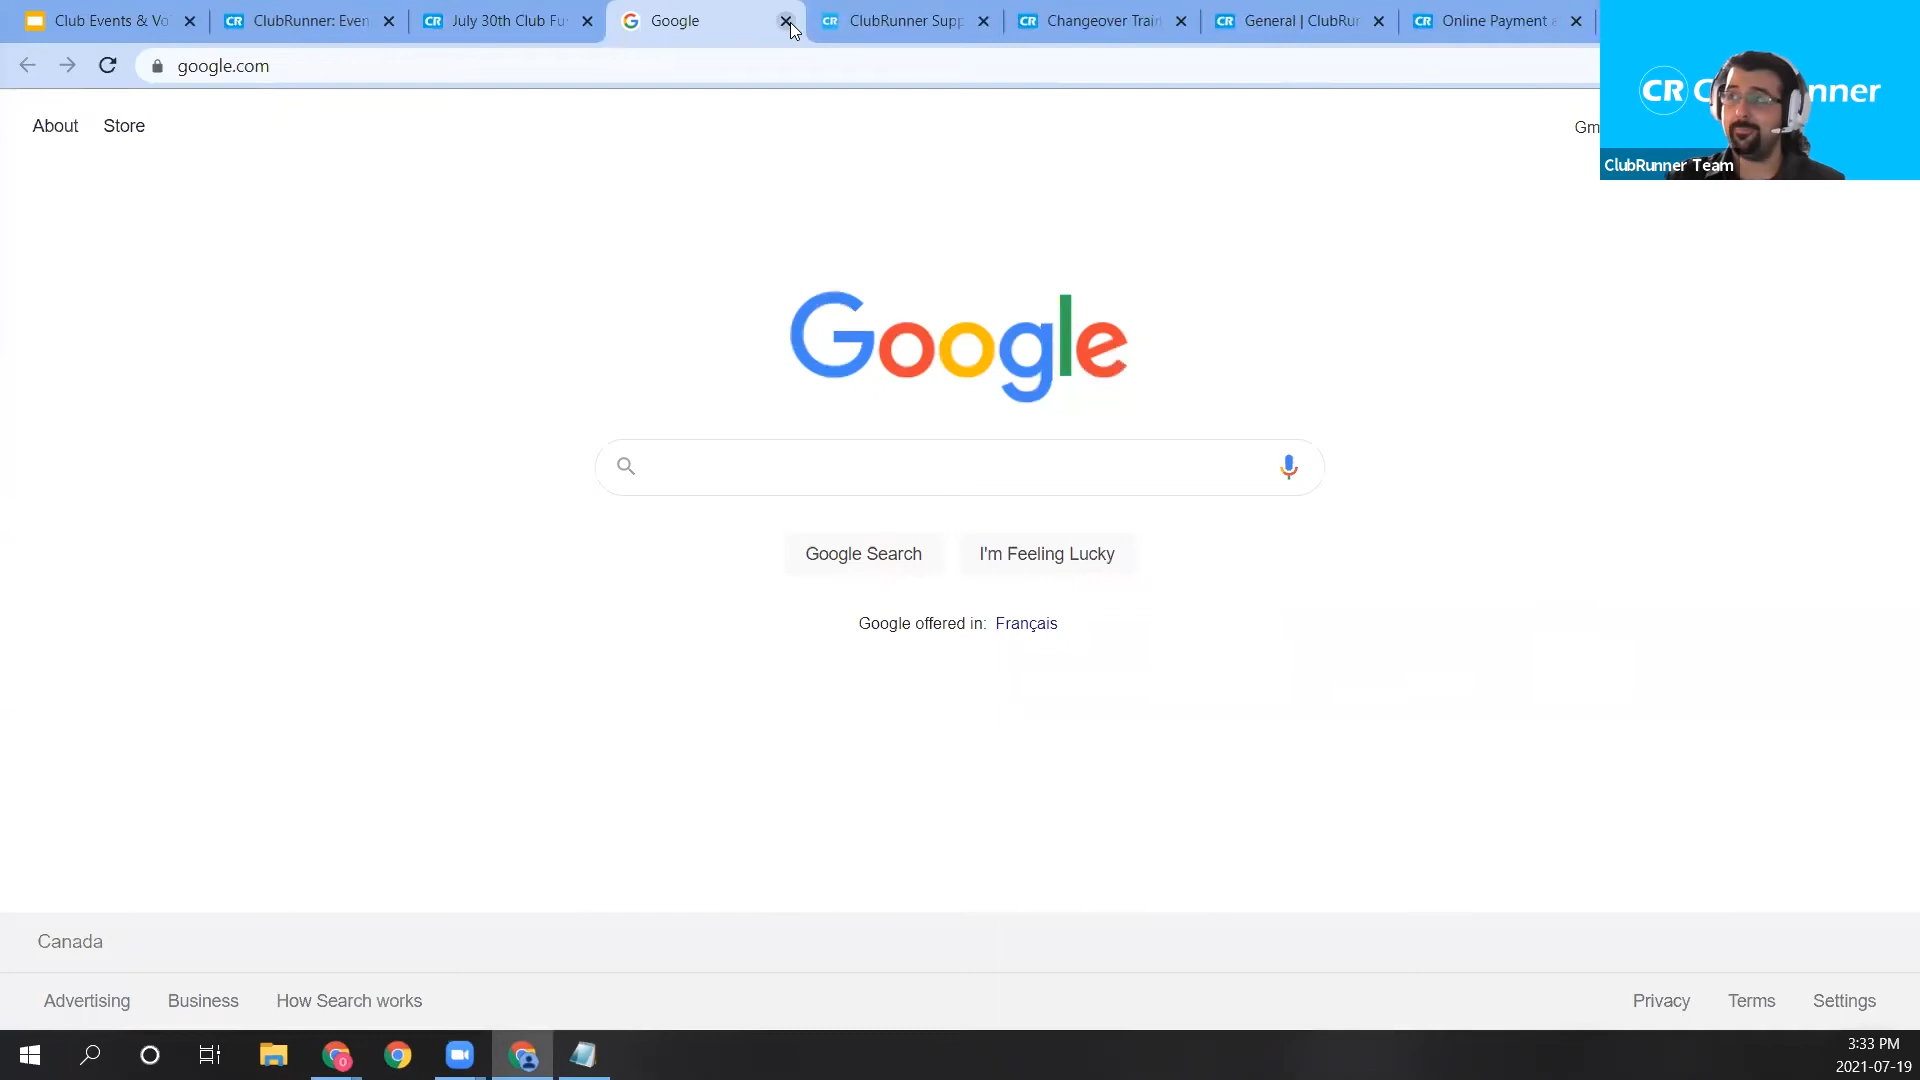 Club Events & Vo
ClubRunner: Even
July 30th Club Fu
Google
ClubRunner Supp
Changeover Train
General | ClubRun
Online Payment
google.com
About
Store
Gm
CR C nner
ClubRunner Team
Google
Google Search
I'm Feeling Lucky
Google offered in: Français
Canada
Advertising
Business
How Search works
Privacy
Terms
Settings
3:33 PM
2021-07-19